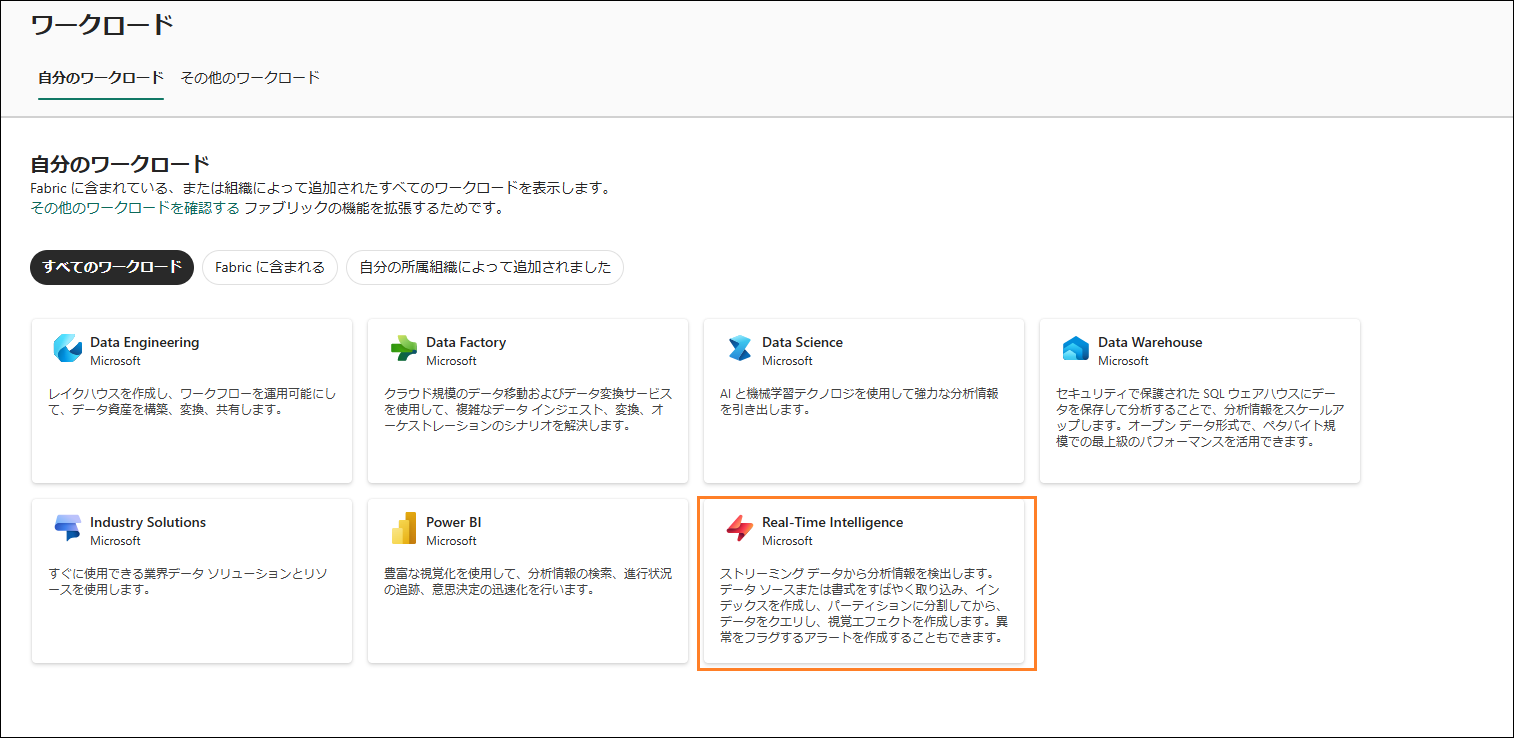 ワークロード
自分のワークロード その他のワークロード
自分のワークロード
Fabric に含まれている、または組織によって追加されたすべてのワークロードを表示します。
その他のワークロードを確認する ファブリックの機能を拡張するためです。
すべてのワークロード Fabric に含まれる 自分の所属組織によって追加されました
Data Engineering
Microsoft
レイクハウスを作成し、ワークフローを運用可能にし
て、データ資産を構築、変換、共有します。
Data Factory
Microsoft
クラウド規模のデータ移動およびデータ変換サービス
を使用して、複雑なデータ インジェスト、変換、オ
ーケストレーションのシナリオを解決します。
Data Science
Microsoft
AI と機械学習テクノロジを使用して強力な分析情報
を引き出します。
Data Warehouse
Microsoft
セキュリティで保護された SQL ウェアハウスにデー
タを保存して分析することで、分析情報をスケールア
ップします。オープン データ形式で、ペタバイト規
模での最上級のパフォーマンスを活用できます。
Industry Solutions
Microsoft
すぐに使用できる業界データ ソリューションとリソ
ースを使用します。
Power BI
Microsoft
豊富な視覚化を使用して、分析情報の検索、進行状況
の追跡、意思決定の迅速化を行います。
Real-Time Intelligence
Microsoft
ストリーミング データから分析情報を検出します。
データ ソースまたは書式をすばやく取り込み、イン
デックスを作成し、パーティションに分割してから、
データをクエリし、視覚エフェクトを作成します。異
常をフラグするアラートを作成することもできます。